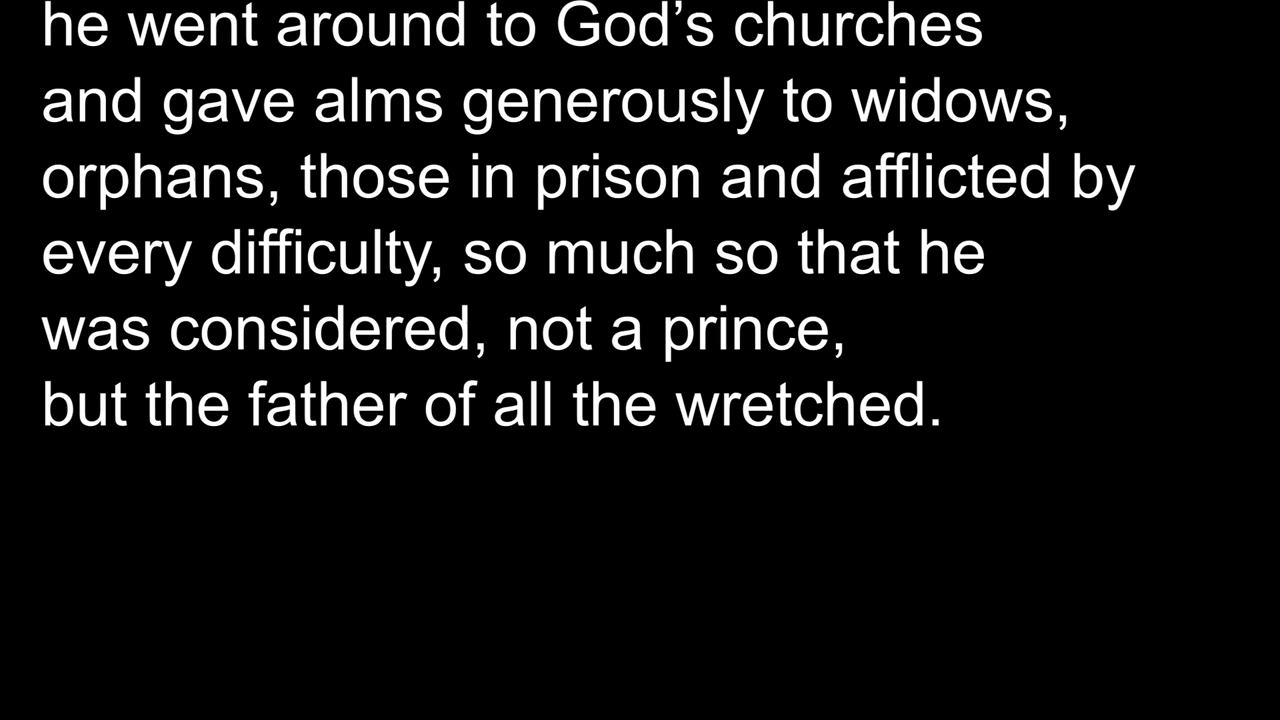 he went around to God’s churches
and gave alms generously to widows,
orphans, those in prison and afflicted by
every difficulty, so much so that he
was considered, not a prince,
but the father of all the wretched.